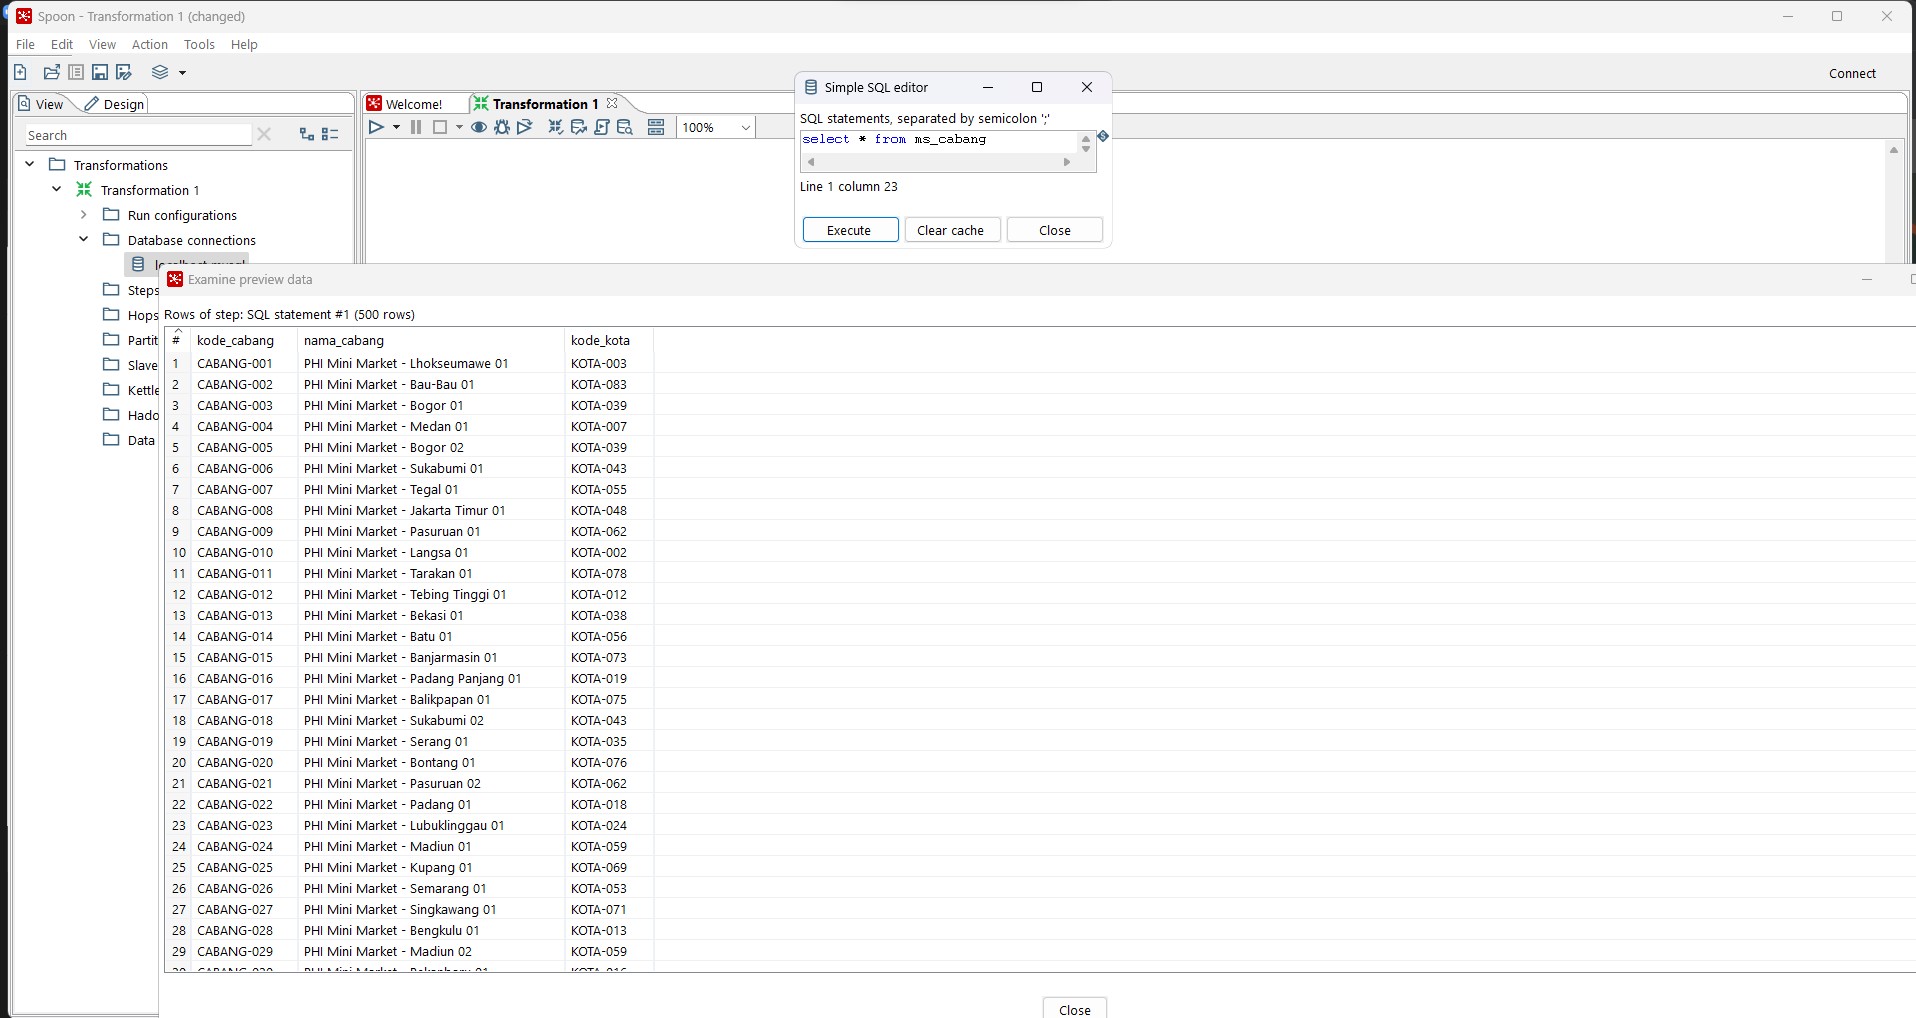 Spoon - Transformation 1 (changed)
File Edit View Action Tools Help
Connect
View Design
Search
Transformations
Transformation 1
Run configurations
Database connections
localhost mysql
Steps
Hops
Partit
Slave
Kettle
Hado
Data
Welcome! Transformation 1
100%
Simple SQL editor
SQL statements, separated by semicolon ';'
select * from ms_cabang
Line 1 column 23
Execute Clear cache Close
Examine preview data
Rows of step: SQL statement #1 (500 rows)
# kode_cabang nama_cabang kode_kota
1 CABANG-001 PHI Mini Market - Lhokseumawe 01 KOTA-003
2 CABANG-002 PHI Mini Market - Bau-Bau 01 KOTA-083
3 CABANG-003 PHI Mini Market - Bogor 01 KOTA-039
4 CABANG-004 PHI Mini Market - Medan 01 KOTA-007
5 CABANG-005 PHI Mini Market - Bogor 02 KOTA-039
6 CABANG-006 PHI Mini Market - Sukabumi 01 KOTA-043
7 CABANG-007 PHI Mini Market - Tegal 01 KOTA-055
8 CABANG-008 PHI Mini Market - Jakarta Timur 01 KOTA-048
9 CABANG-009 PHI Mini Market - Pasuruan 01 KOTA-062
10 CABANG-010 PHI Mini Market - Langsa 01 KOTA-002
11 CABANG-011 PHI Mini Market - Tarakan 01 KOTA-078
12 CABANG-012 PHI Mini Market - Tebing Tinggi 01 KOTA-012
13 CABANG-013 PHI Mini Market - Bekasi 01 KOTA-038
14 CABANG-014 PHI Mini Market - Batu 01 KOTA-056
15 CABANG-015 PHI Mini Market - Banjarmasin 01 KOTA-073
16 CABANG-016 PHI Mini Market - Padang Panjang 01 KOTA-019
17 CABANG-017 PHI Mini Market - Balikpapan 01 KOTA-075
18 CABANG-018 PHI Mini Market - Sukabumi 02 KOTA-043
19 CABANG-019 PHI Mini Market - Serang 01 KOTA-035
20 CABANG-020 PHI Mini Market - Bontang 01 KOTA-076
21 CABANG-021 PHI Mini Market - Pasuruan 02 KOTA-062
22 CABANG-022 PHI Mini Market - Padang 01 KOTA-018
23 CABANG-023 PHI Mini Market - Lubuklinggau 01 KOTA-024
24 CABANG-024 PHI Mini Market - Madiun 01 KOTA-059
25 CABANG-025 PHI Mini Market - Kupang 01 KOTA-069
26 CABANG-026 PHI Mini Market - Semarang 01 KOTA-053
27 CABANG-027 PHI Mini Market - Singkawang 01 KOTA-071
28 CABANG-028 PHI Mini Market - Bengkulu 01 KOTA-013
29 CABANG-029 PHI Mini Market - Madiun 02 KOTA-059
Close